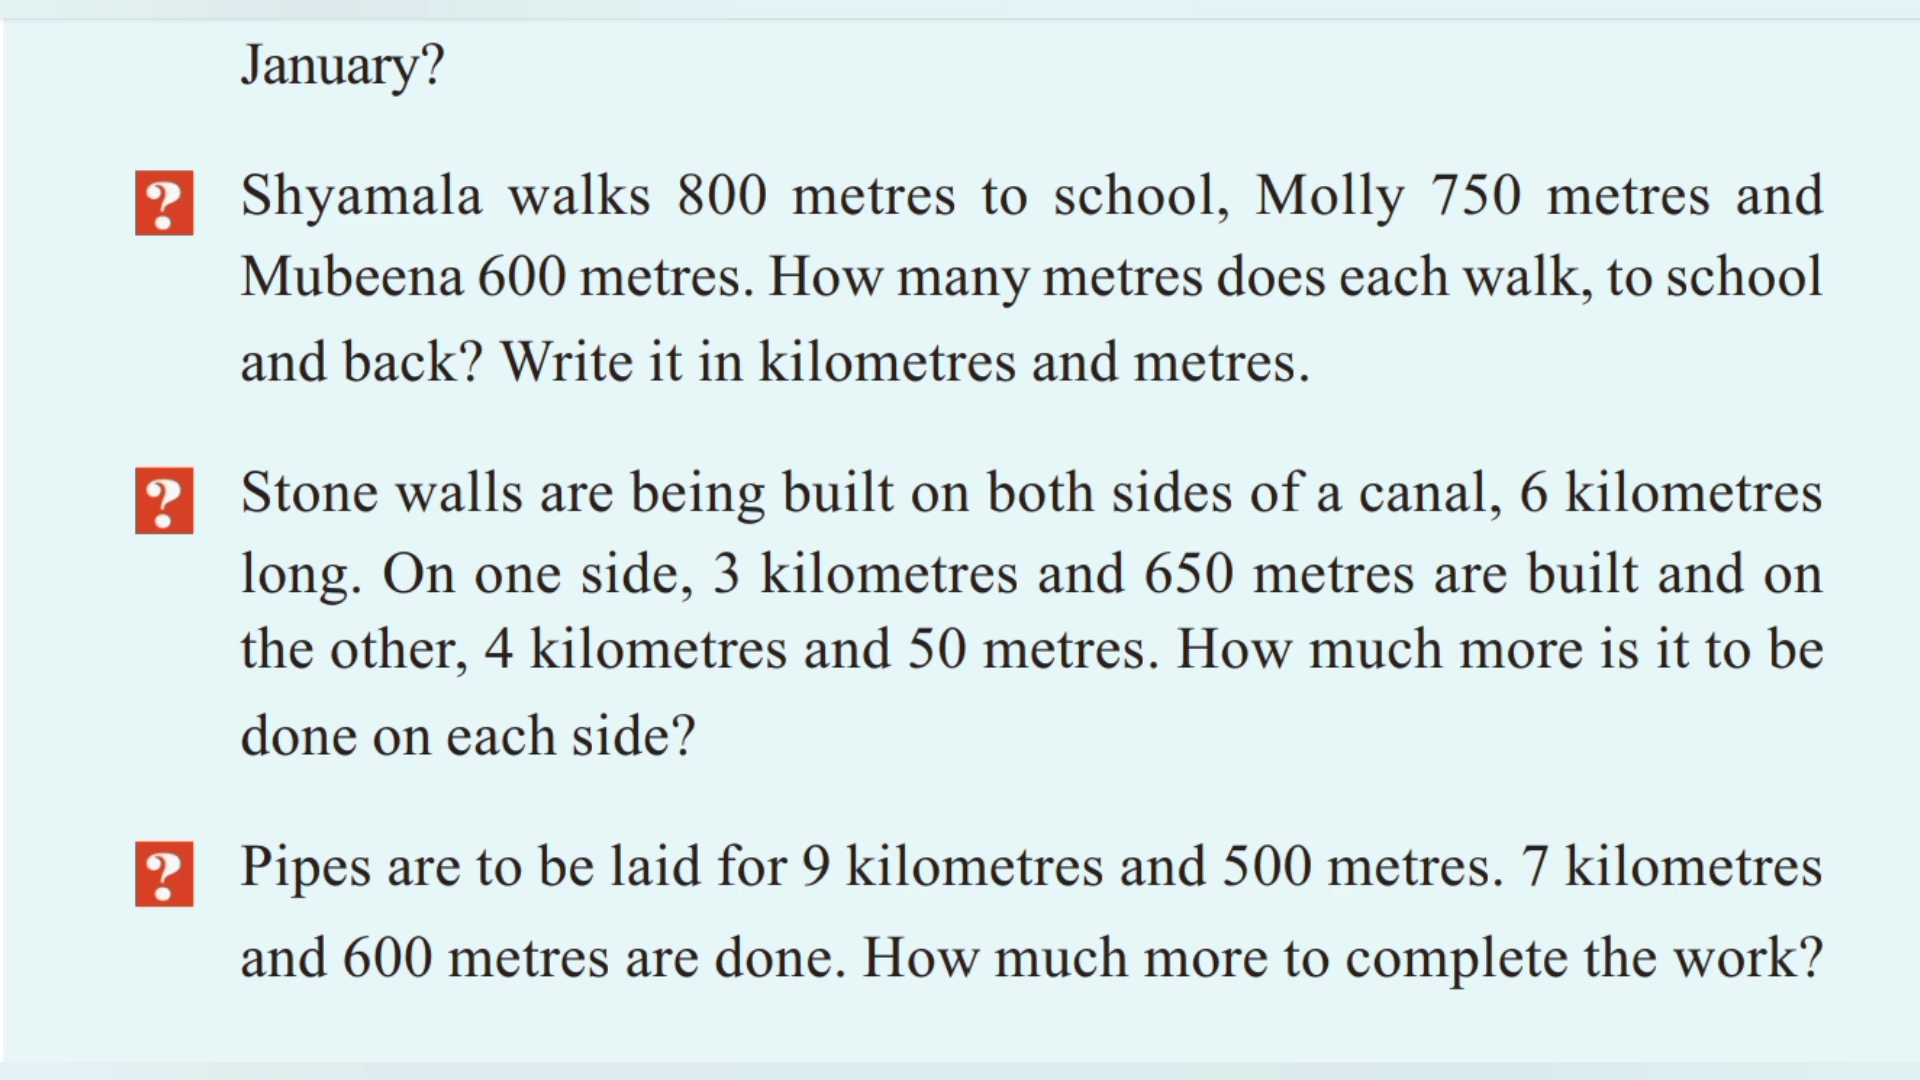 January?
? Shyamala walks 800 metres to school, Molly 750 metres and
Mubeena 600 metres. How many metres does each walk, to school
and back? Write it in kilometres and metres.
? Stone walls are being built on both sides of a canal, 6 kilometres
long. On one side, 3 kilometres and 650 metres are built and on
the other, 4 kilometres and 50 metres. How much more is it to be
done on each side?
? Pipes are to be laid for 9 kilometres and 500 metres. 7 kilometres
and 600 metres are done. How much more to complete the work?